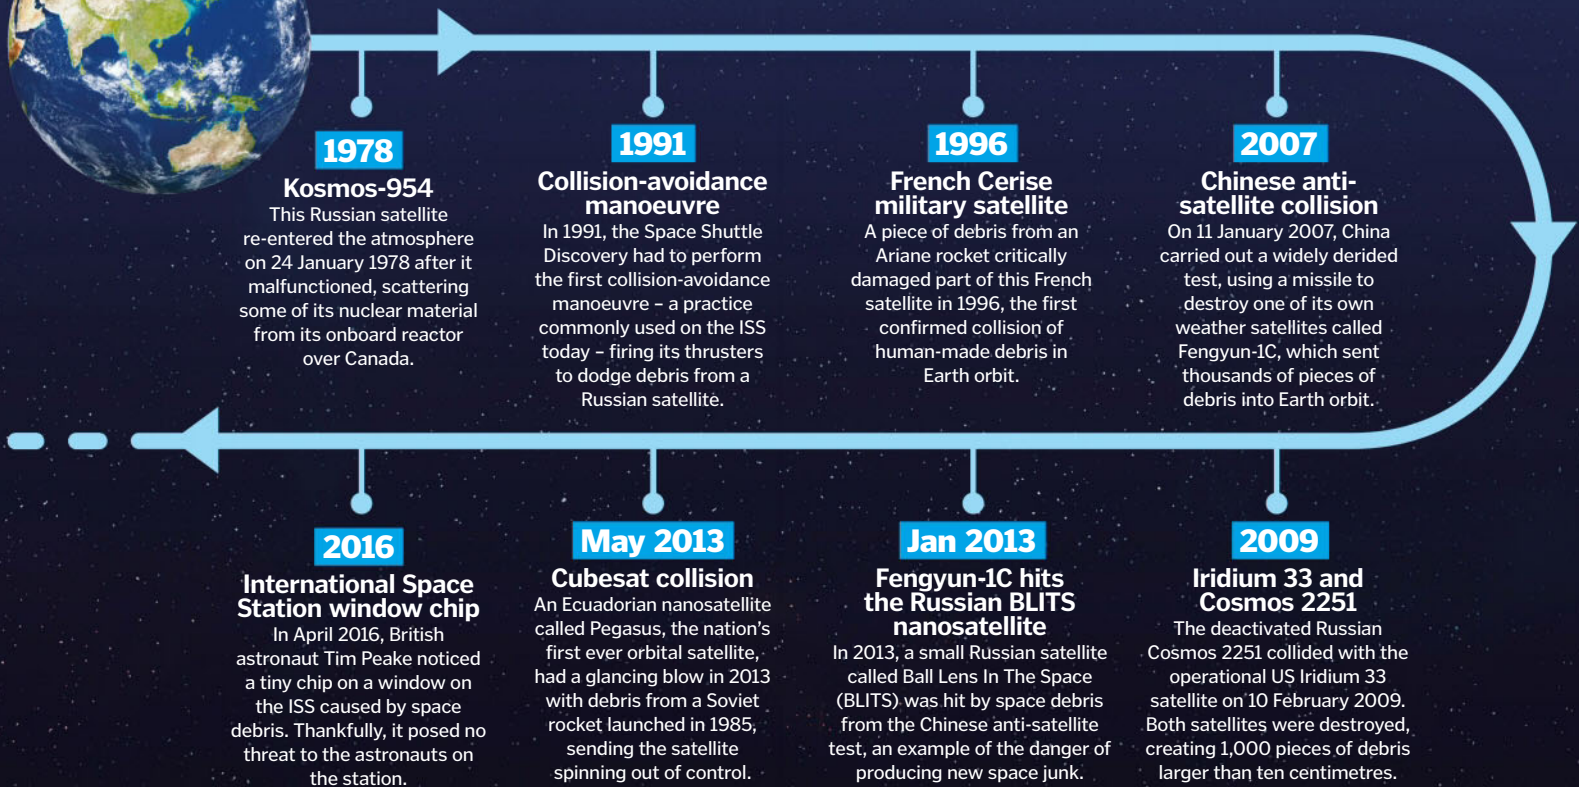 1978
Kosmos-954
This Russian satellite
re-entered the atmosphere
on 24 January 1978 after it
malfunctioned, scattering
some of its nuclear material
from its onboard reactor
over Canada.
1991
Collision-avoidance
manoeuvre
In 1991, the Space Shuttle
Discovery had to perform
the first collision-avoidance
manoeuvre – a practice
commonly used on the ISS
today – firing its thrusters
to dodge debris from a
Russian satellite.
1996
French Cerise
military satellite
A piece of debris from an
Ariane rocket critically
damaged part of this French
satellite in 1996, the first
confirmed collision of
human-made debris in
Earth orbit.
2007
Chinese anti-
satellite collision
On 11 January 2007, China
carried out a widely derided
test, using a missile to
destroy one of its own
weather satellites called
Fengyun-1C, which sent
thousands of pieces of
debris into Earth orbit.
2009
Iridium 33 and
Cosmos 2251
The deactivated Russian
Cosmos 2251 collided with the
operational US Iridium 33
satellite on 10 February 2009.
Both satellites were destroyed,
creating 1,000 pieces of debris
larger than ten centimetres.
Jan 2013
Fengyun-1C hits
the Russian BLITS
nanosatellite
In 2013, a small Russian satellite
called Ball Lens In The Space
(BLITS) was hit by space debris
from the Chinese anti-satellite
test, an example of the danger of
producing new space junk.
May 2013
Cubesat collision
An Ecuadorian nanosatellite
called Pegasus, the nation's
first ever orbital satellite,
had a glancing blow in 2013
with debris from a Soviet
rocket launched in 1985,
sending the satellite
spinning out of control.
2016
International Space
Station window chip
In April 2016, British
astronaut Tim Peake noticed
a tiny chip on a window on
the ISS caused by space
debris. Thankfully, it posed no
threat to the astronauts on
the station.